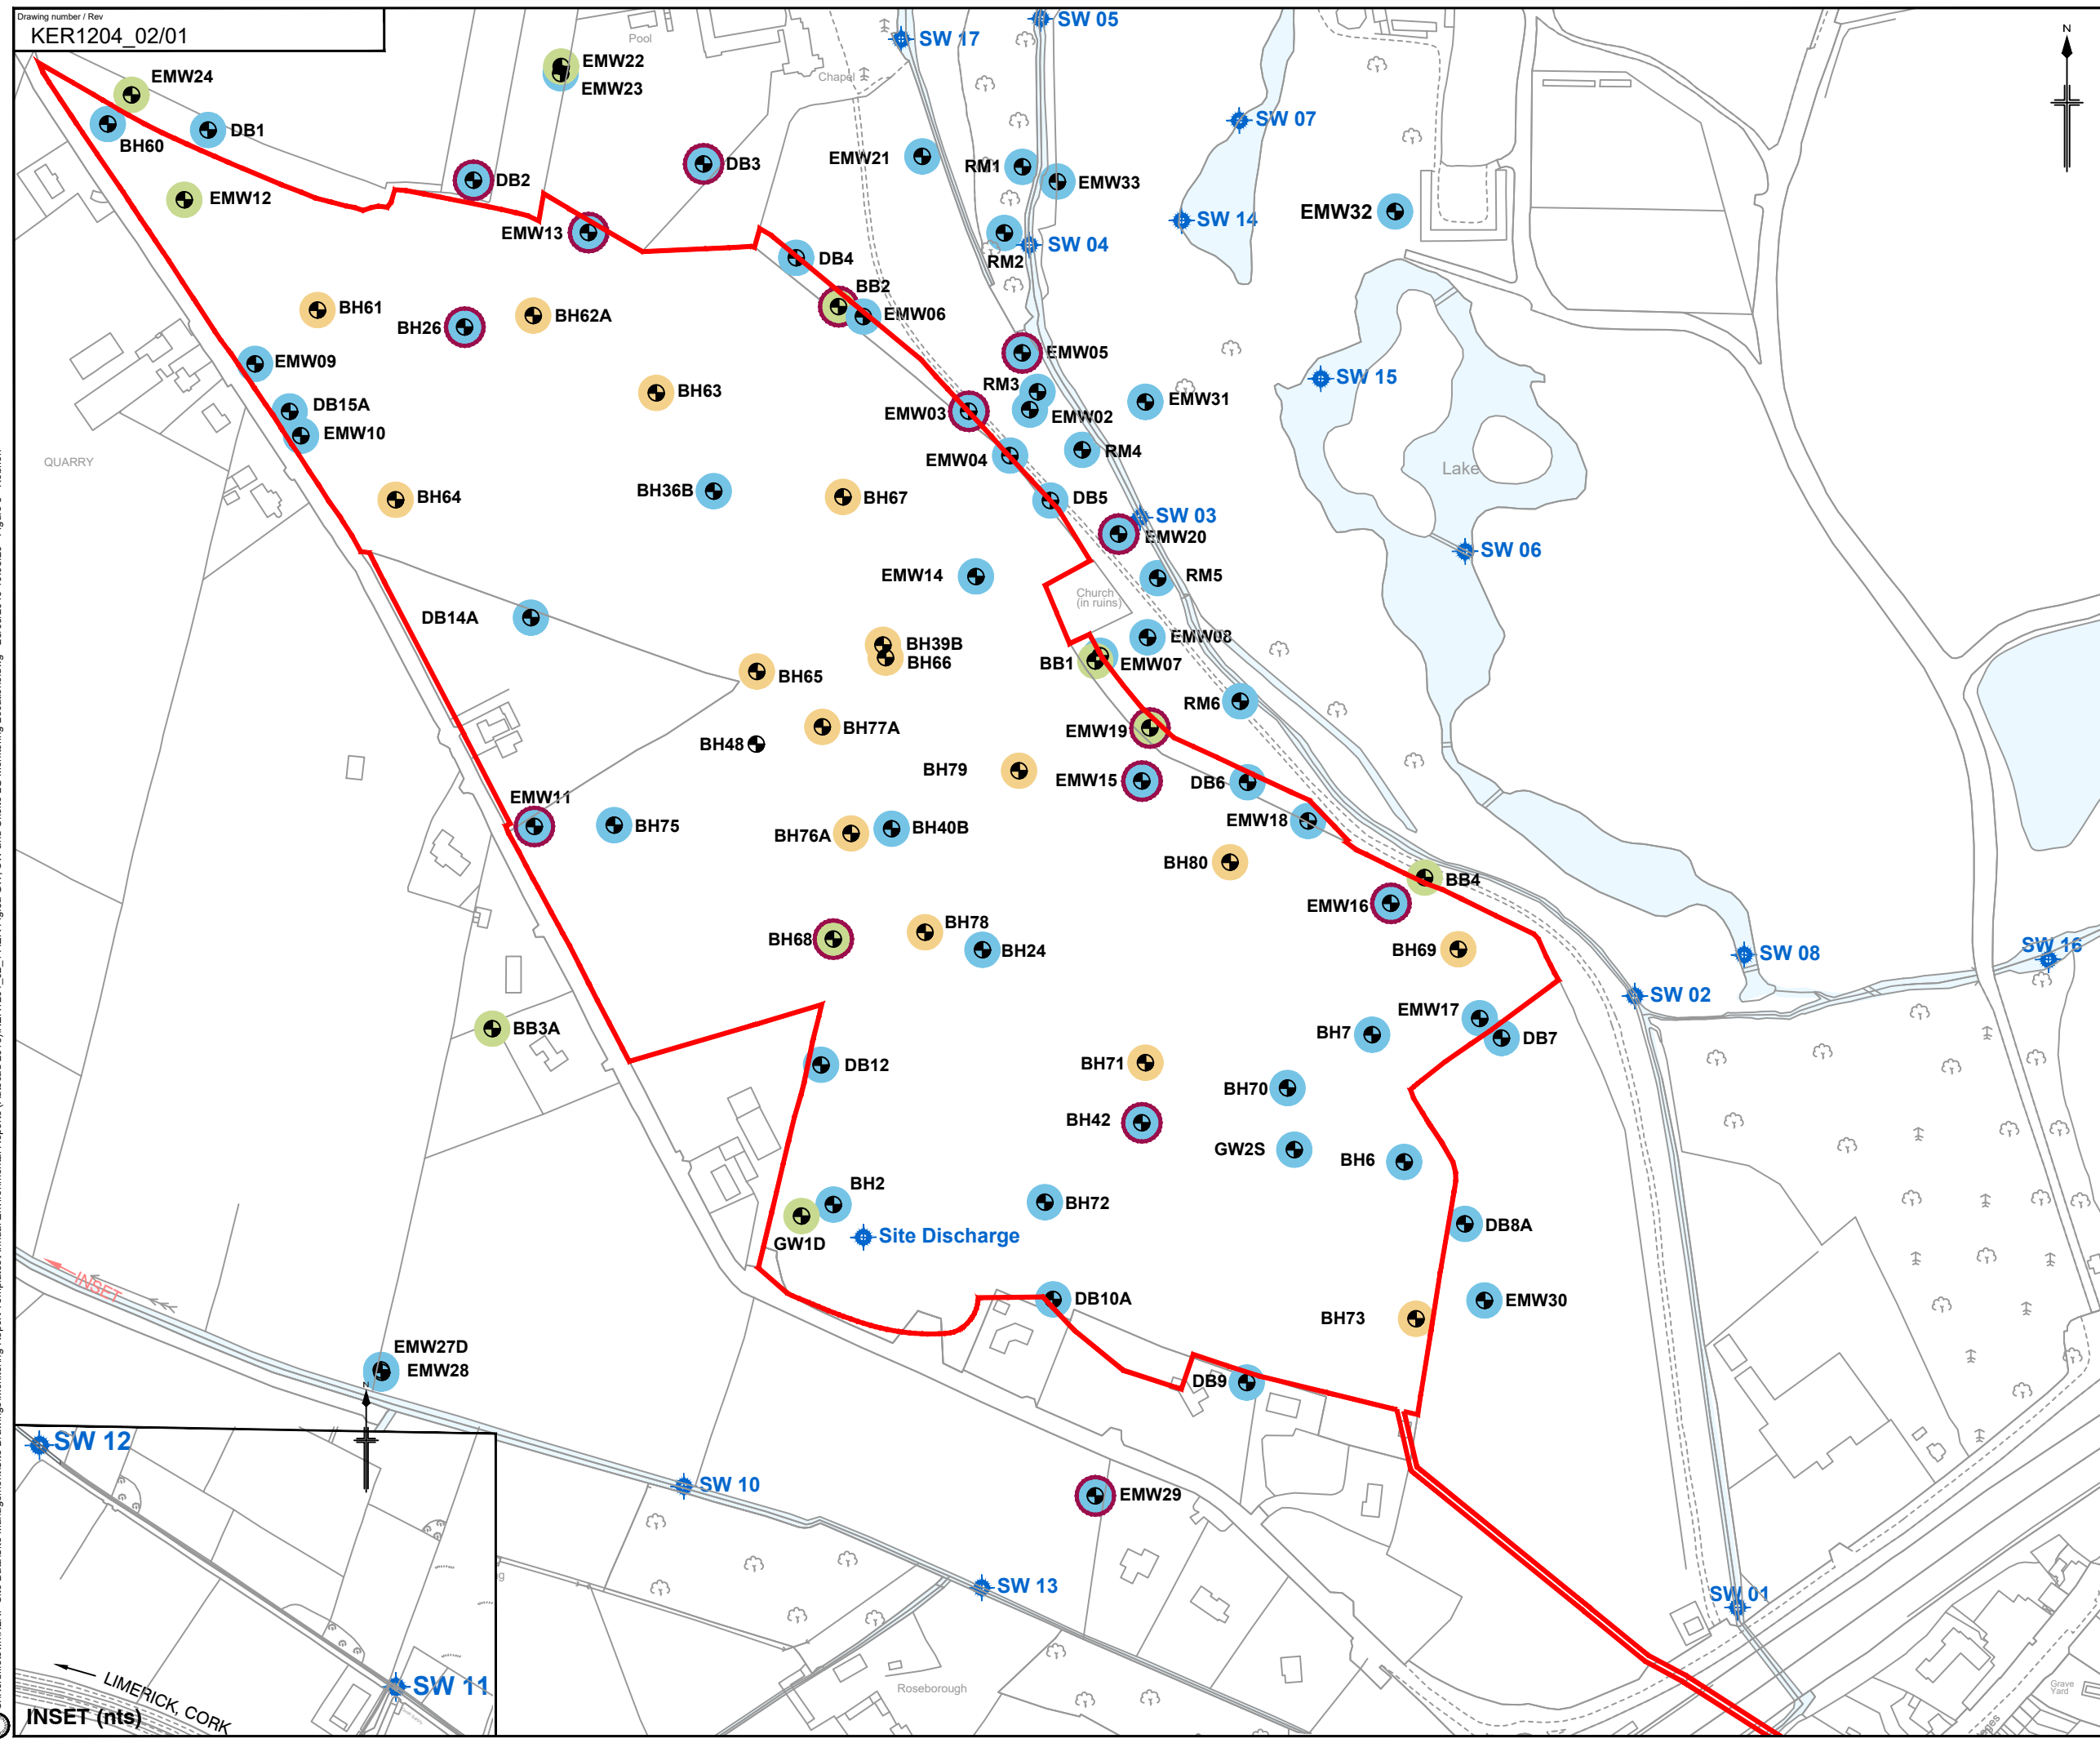 Drawing number / Rev
KER1204_02/01
Pool
SW 05
SW 17
EMW22
EMW23
EMW24
Chapel
SW 07
BH60
DB1
EMW21
RM1
EMW33
DB3
DB2
EMW12
EMW32
SW 14
EMW13
SW 04
RM2
DB4
BB2
EMW06
BH61
BH62A
BH26
EMW05
EMW09
SW 15
RM3
BH63
EMW31
DB15A
EMW03
EMW02
EMW10
RM4
EMW04
QUARRY
Lake
BH64
BH36B
BH67
DB5
SW 03
EMW20
SW 06
EMW14
RM5
Church
(in ruins)
DB14A
BH39B
EMW08
BH66
BB1
EMW07
BH65
RM6
BH77A
EMW19
BH48
BH79
EMW15
DB6
EMW11
BH75
BH76A
BH40B
EMW18
BH80
BB4
EMW16
BH78
BH68
BH24
BH69
SW 16
SW 08
SW 02
EMW17
BB3A
BH7
DB7
DB12
BH71
BH70
BH42
GW2S
BH6
BH2
BH72
DB8A
GW1D
Site Discharge
INSET
DB10A
EMW30
BH73
EMW27D
EMW28
DB9
SW 12
SW 10
EMW29
SW 13
SW 01
SW 11
LIMERICK, CORK
Roseborough
Grave
Yard
INSET (nts)
N
N